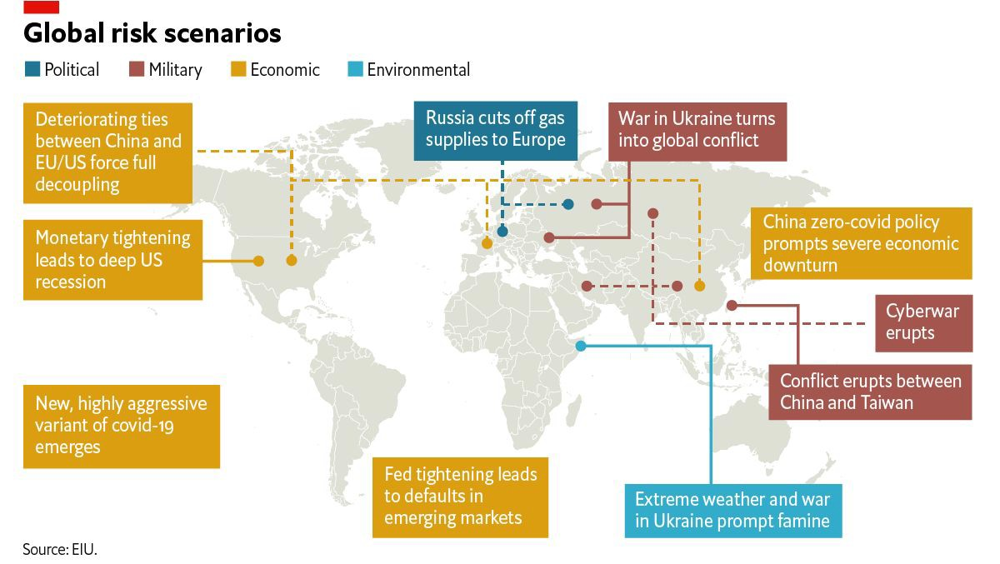 Global risk scenarios
Political
Military
Economic
Environmental
Deteriorating ties
between China and
EU/US force full
decoupling
Russia cuts off gas
supplies to Europe
War in Ukraine turns
into global conflict
Monetary tightening
leads to deep US
recession
China zero-covid policy
prompts severe economic
downturn
Cyberwar
erupts
Conflict erupts between
China and Taiwan
New, highly aggressive
variant of covid-19
emerges
Fed tightening leads
to defaults in
emerging markets
Extreme weather and war
in Ukraine prompt famine
Source: EIU.